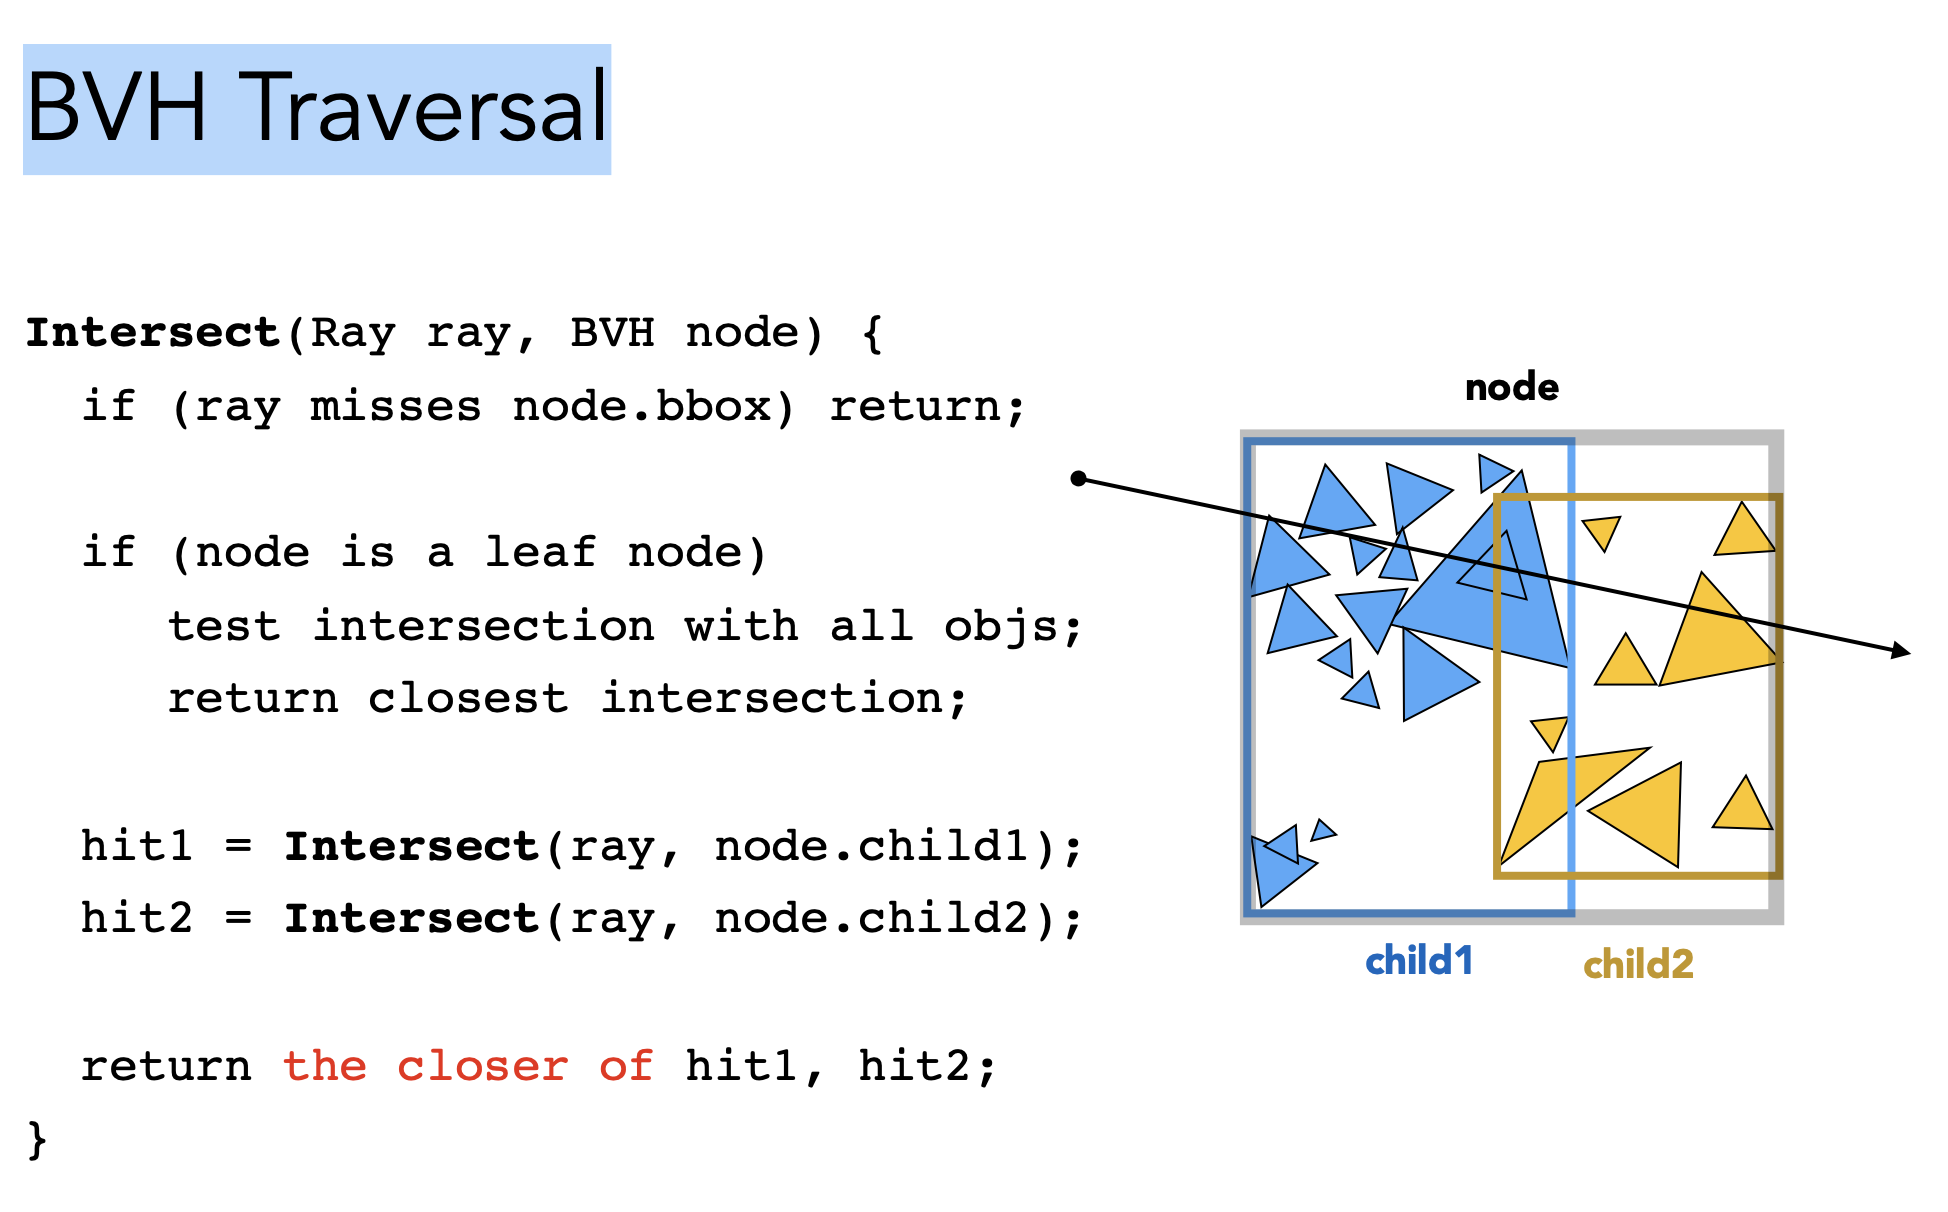 BVH Traversal
Intersect(Ray ray, BVH node) {
if (ray misses node.bbox) return;
if (node is a leaf node)
test intersection with all objs;
return closest intersection;
hit1 = Intersect(ray, node.child1);
hit2 = Intersect(ray, node.child2);
return the closer of hit1, hit2;
}
node
child1
child2